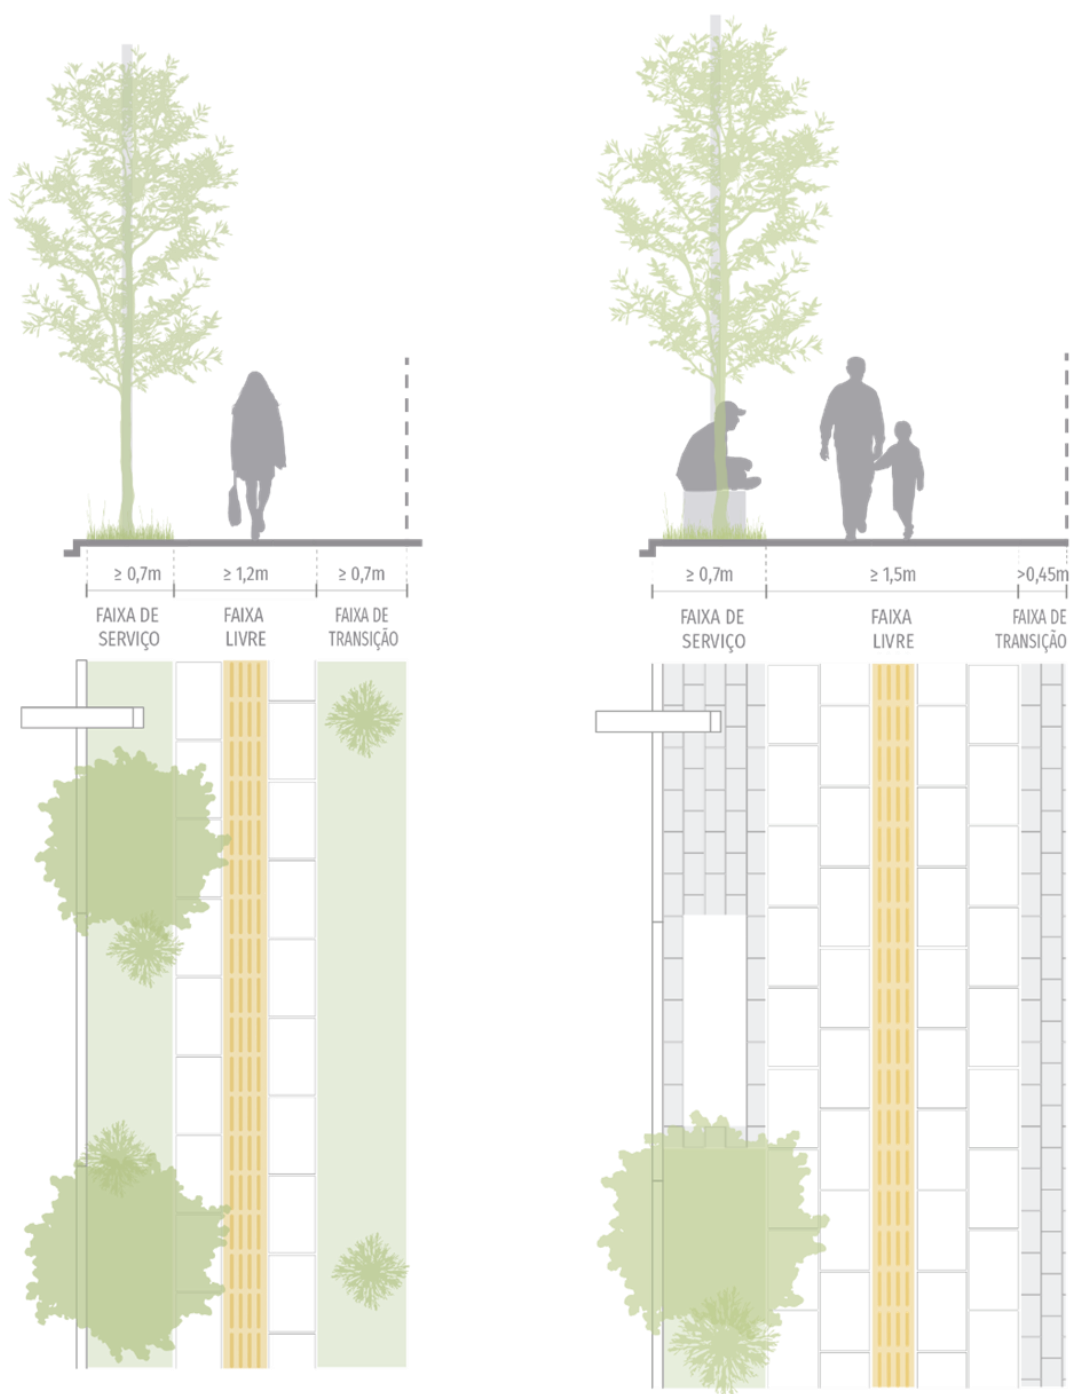 ≥ 0,7m
≥ 1,2m
≥ 0,7m
FAIXA DE
SERVIÇO
FAIXA
LIVRE
FAIXA DE
TRANSIÇÃO
≥ 0,7m
≥ 1,5m
>0,45m
FAIXA DE
SERVIÇO
FAIXA
LIVRE
FAIXA DE
TRANSIÇÃO